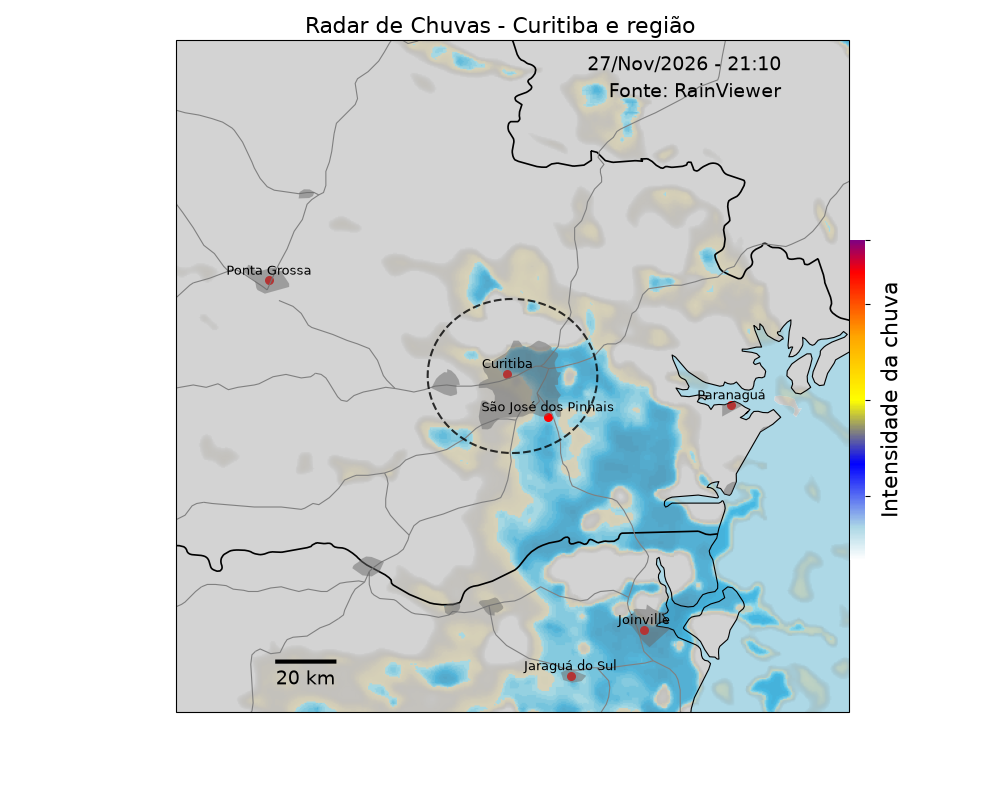 Radar de Chuvas - Curitiba e região
27/Nov/2026 - 21:10
Fonte: RainViewer
Ponta Grossa
Curitiba
Paranaguá
São José dos Pinhais
Joinville
Jaraguá do Sul
20 km
Intensidade da chuva